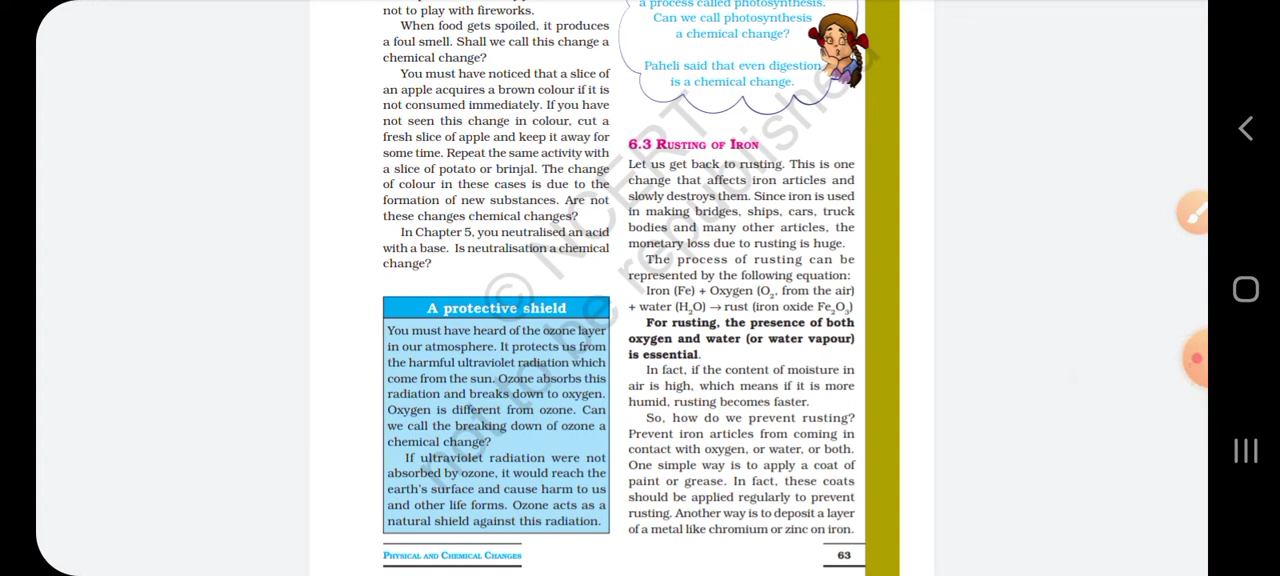 not to play with fireworks.
When food gets spoiled, it produces
a foul smell. Shall we call this change a
chemical change?
You must have noticed that a slice of
an apple acquires a brown colour if it is
not consumed immediately. If you have
not seen this change in colour, cut a
fresh slice of apple and keep it away for
some time. Repeat the same activity with
a slice of potato or brinjal. The change
of colour in these cases is due to the
formation of new substances. Are not
these changes chemical changes?
In Chapter 5, you neutralised an acid
with a base. Is neutralisation a chemical
change?
A protective shield
You must have heard of the ozone layer
in our atmosphere. It protects us from
the harmful ultraviolet radiation which
come from the sun. Ozone absorbs this
radiation and breaks down to oxygen.
Oxygen is different from ozone. Can
we call the breaking down of ozone a
chemical change?
If ultraviolet radiation were not
absorbed by ozone, it would reach the
earth's surface and cause harm to us
and other life forms. Ozone acts as a
natural shield against this radiation.
a process called photosynthesis.
Can we call photosynthesis
a chemical change?
Paheli said that even digestion
is a chemical change.
6.3 RUSTING OF IRON
Let us get back to rusting. This is one
change that affects iron articles and
slowly destroys them. Since iron is used
in making bridges, ships, cars, truck
bodies and many other articles, the
monetary loss due to rusting is huge.
The process of rusting can be
represented by the following equation:
Iron (Fe) + Oxygen (O₂, from the air)
+ water (H₂O) → rust (iron oxide Fe₂O₃)
For rusting, the presence of both
oxygen and water (or water vapour)
is essential.
In fact, if the content of moisture in
air is high, which means if it is more
humid, rusting becomes faster.
So, how do we prevent rusting?
Prevent iron articles from coming in
contact with oxygen, or water, or both.
One simple way is to apply a coat of
paint or grease. In fact, these coats
should be applied regularly to prevent
rusting. Another way is to deposit a layer
of a metal like chromium or zinc on iron.
PHYSICAL AND CHEMICAL CHANGES
63
© NCERT
not to be republished